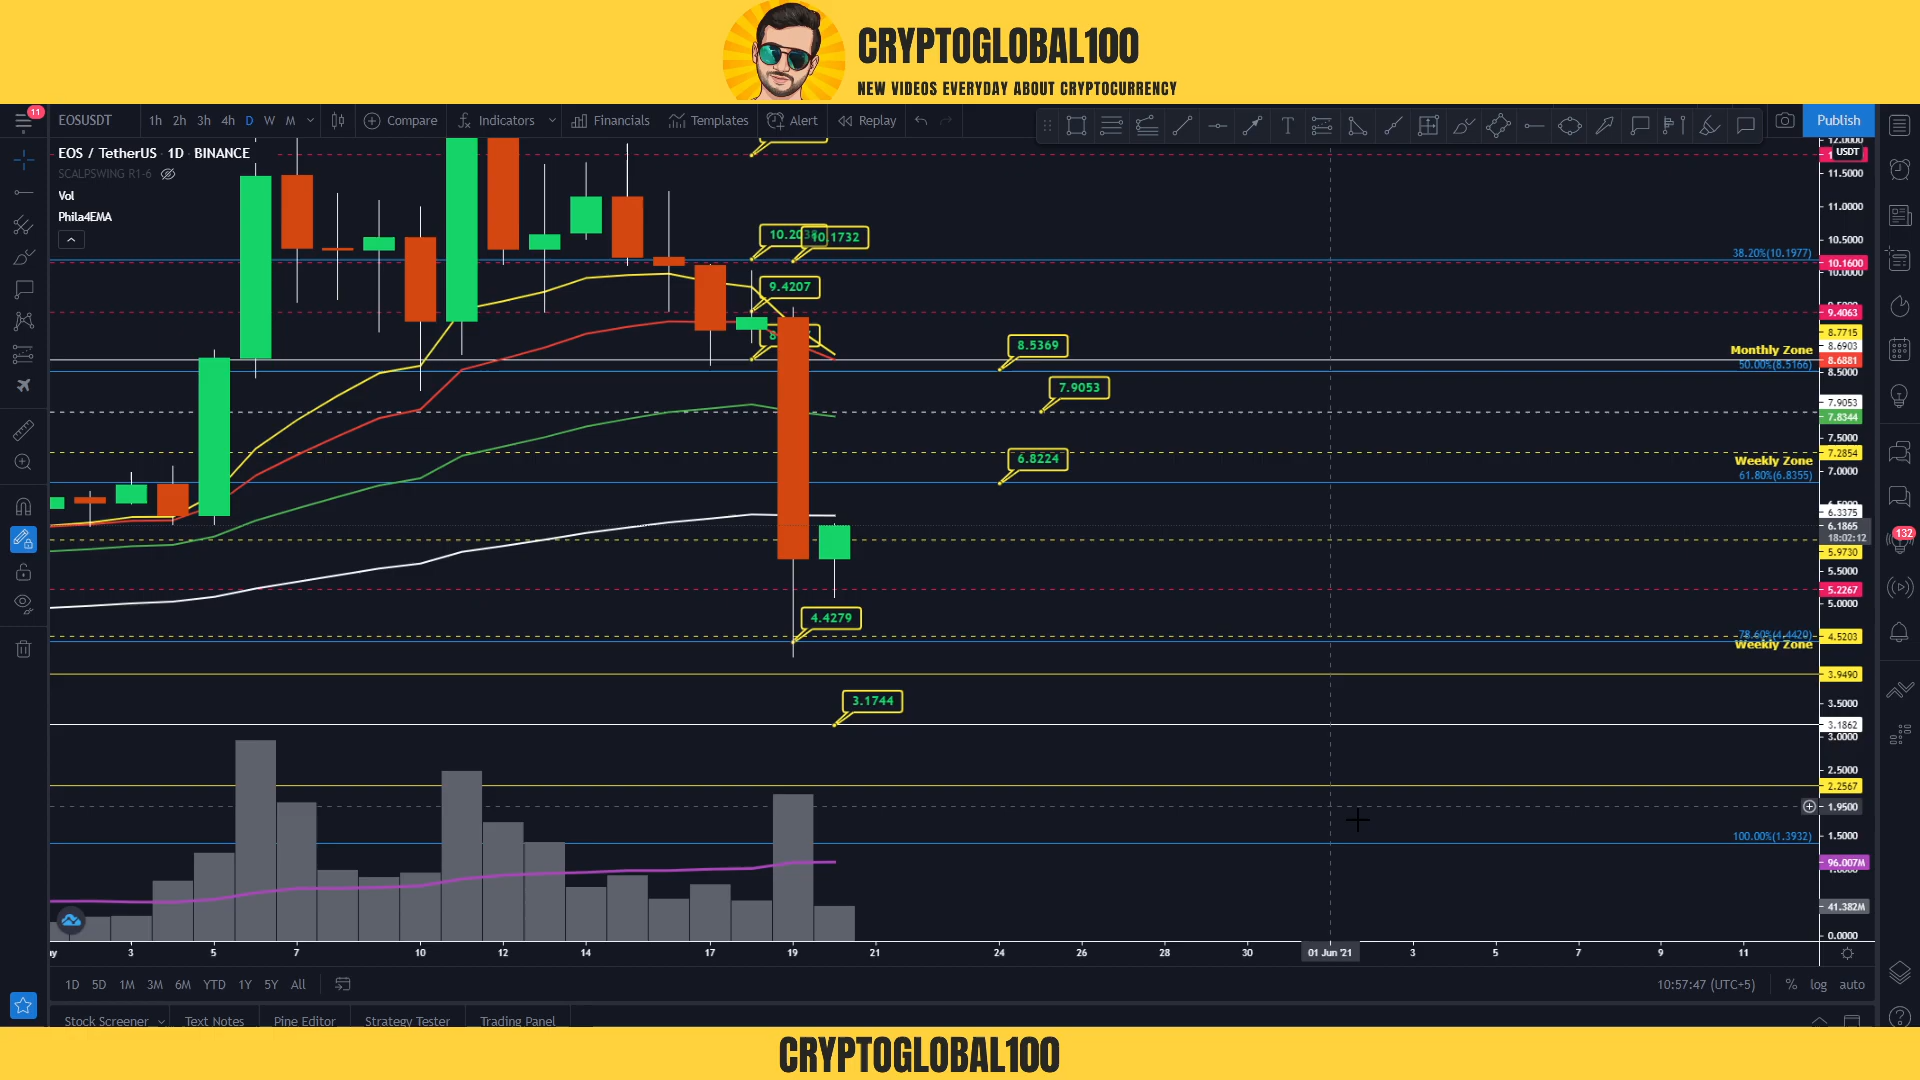 CRYPTOGLOBAL100
NEW VIDEOS EVERYDAY ABOUT CRYPTOCURRENCY
11
EOSUSDT
1h 2h 3h 4h D W M
Compare
Indicators
Financials
Templates
Alert
Replay
Publish
EOS / TetherUS 1D BINANCE
SCALPSWING R1-6
Vol
Phila4EMA
USDT
11.5000
11.0000
10.5000
38.20%(10.1977)
10.1732
10.1600
10.0000
9.4207
9.4063
8.7715
8.6903
8.5369
Monthly Zone
8.6881
50.00%(8.5166)
8.5000
7.9053
7.9053
7.8344
7.5000
7.2854
6.8224
Weekly Zone
7.0000
61.80%(6.8355)
6.3375
6.1865
18:02:12
5.9730
5.5000
5.2267
5.0000
4.4279
78.60%(4.4420)
4.5203
Weekly Zone
3.9490
3.1744
3.5000
3.1862
3.0000
2.5000
2.2567
1.9500
100.00%(1.3932)
1.5000
96.007M
41.382M
0.0000
132
3 5 7 10 12 14 17 19 21 24 26 28 30 01 Jun '21 3 5 7 9 11
1D 5D 1M 3M 6M YTD 1Y 5Y All
10:57:47 (UTC+5)
% log auto
Stock Screener
Text Notes
Pine Editor
Strategy Tester
Trading Panel
CRYPTOGLOBAL100